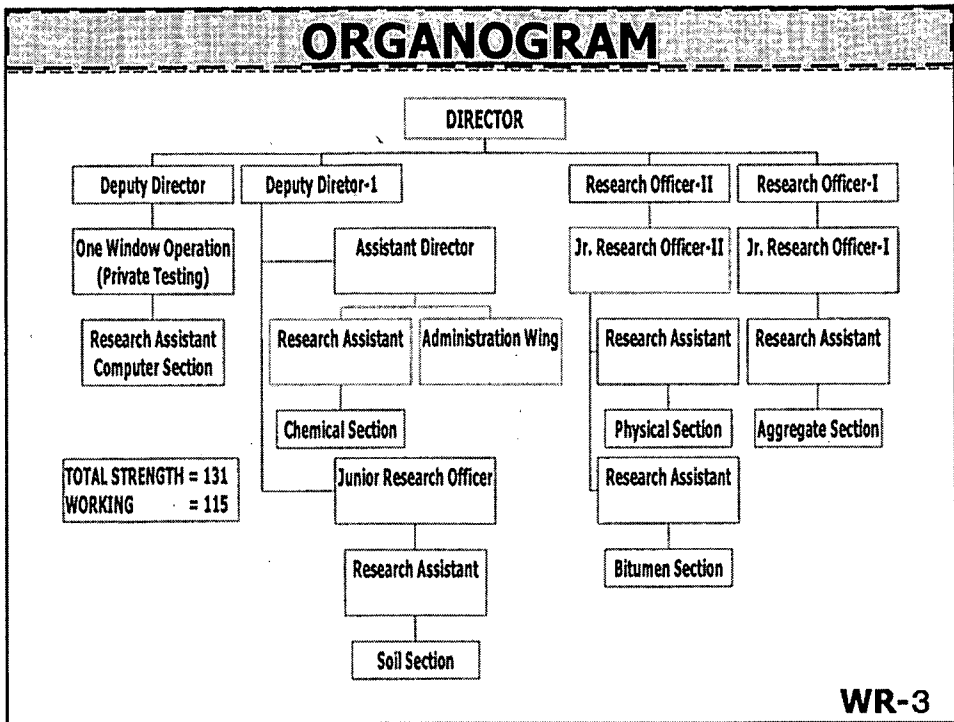 ORGANOGRAM
DIRECTOR
Deputy Director
Deputy Diretor-1
Research Officer-II
Research Officer-I
One Window Operation
(Private Testing)
Assistant Director
Jr. Research Officer-II
Jr. Research Officer-I
Research Assistant
Computer Section
Research Assistant
Administration Wing
Research Assistant
Research Assistant
Chemical Section
Physical Section
Aggregate Section
TOTAL STRENGTH = 131
WORKING = 115
Junior Research Officer
Research Assistant
Research Assistant
Bitumen Section
Soil Section
WR-3